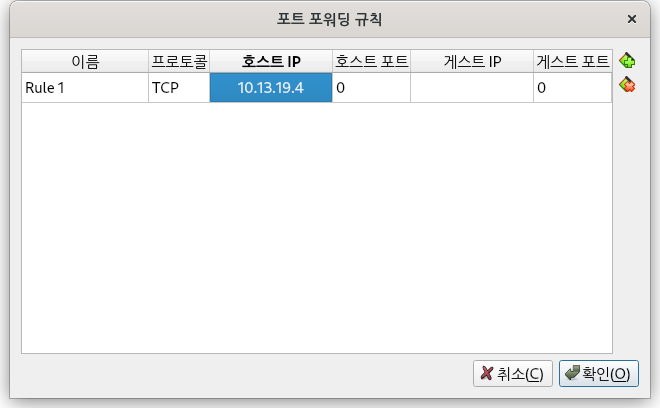 포트 포워딩 규칙
이름 프로토콜 호스트 IP 호스트 포트 게스트 IP 게스트 포트
Rule 1 TCP 10.13.19.4 0 0
취소(C) 확인(O)